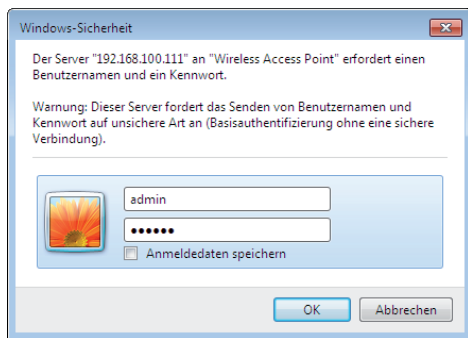 Windows-Sicherheit
Der Server "192.168.100.111" an "Wireless Access Point" erfordert einen
Benutzernamen und ein Kennwort.
Warnung: Dieser Server fordert das Senden von Benutzernamen und
Kennwort auf unsichere Art an (Basisauthentifizierung ohne eine sichere
Verbindung).
admin
●●●●●●
Anmeldedaten speichern
OK
Abbrechen